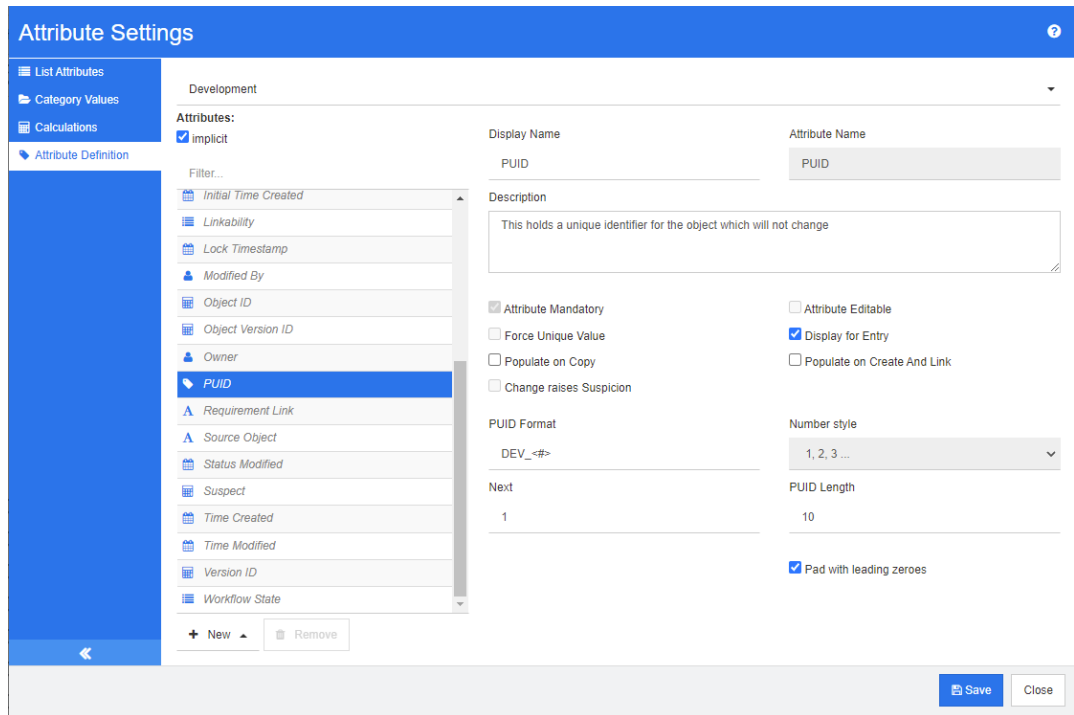 Attribute Settings
List Attributes
Category Values
Calculations
Attribute Definition
Development
Attributes:
implicit
Filter...
Initial Time Created
Linkability
Lock Timestamp
Modified By
Object ID
Object Version ID
Owner
PUID
Requirement Link
Source Object
Status Modified
Suspect
Time Created
Time Modified
Version ID
Workflow State
New
Remove
Display Name
Attribute Name
PUID
PUID
Description
This holds a unique identifier for the object which will not change
Attribute Mandatory
Attribute Editable
Force Unique Value
Display for Entry
Populate on Copy
Populate on Create And Link
Change raises Suspicion
PUID Format
Number style
DEV_<#>
1, 2, 3 ...
Next
PUID Length
1
10
Pad with leading zeroes
Save
Close